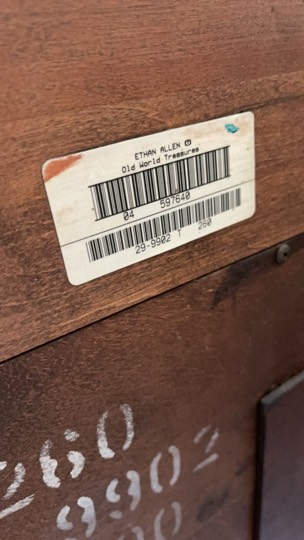 ETHAN ALLEN
Old World Treasures
04 597640
29-9902 T 260
260
9902